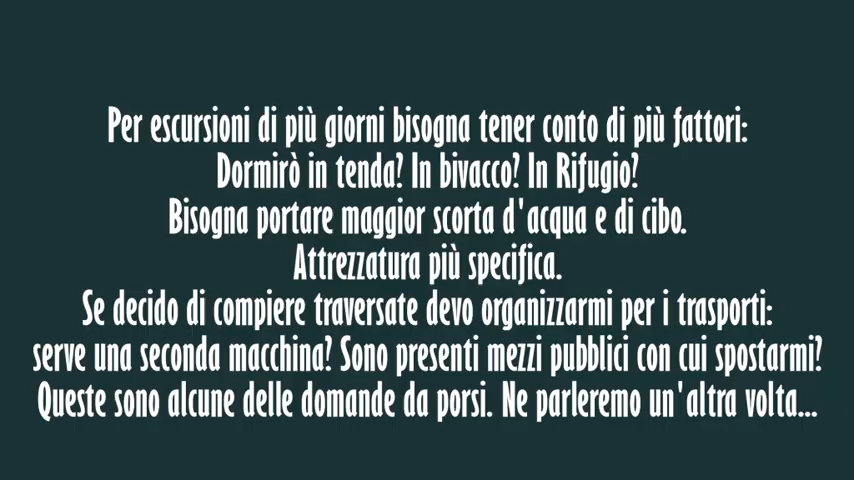 Per escursioni di più giorni bisogna tener conto di più fattori:
Dormirò in tenda? In bivacco? In Rifugio?
Bisogna portare maggior scorta d'acqua e di cibo.
Attrezzatura più specifica.
Se decido di compiere traversate devo organizzarmi per i trasporti:
serve una seconda macchina? Sono presenti mezzi pubblici con cui spostarmi?
Queste sono alcune delle domande da porsi. Ne parleremo un'altra volta...